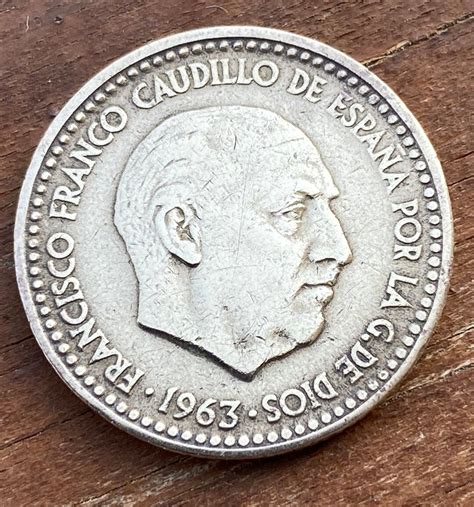 FRANCISCO FRANCO CAUDILLO DE ESPAÑA POR LA G. DE DIOS
· 1963 ·